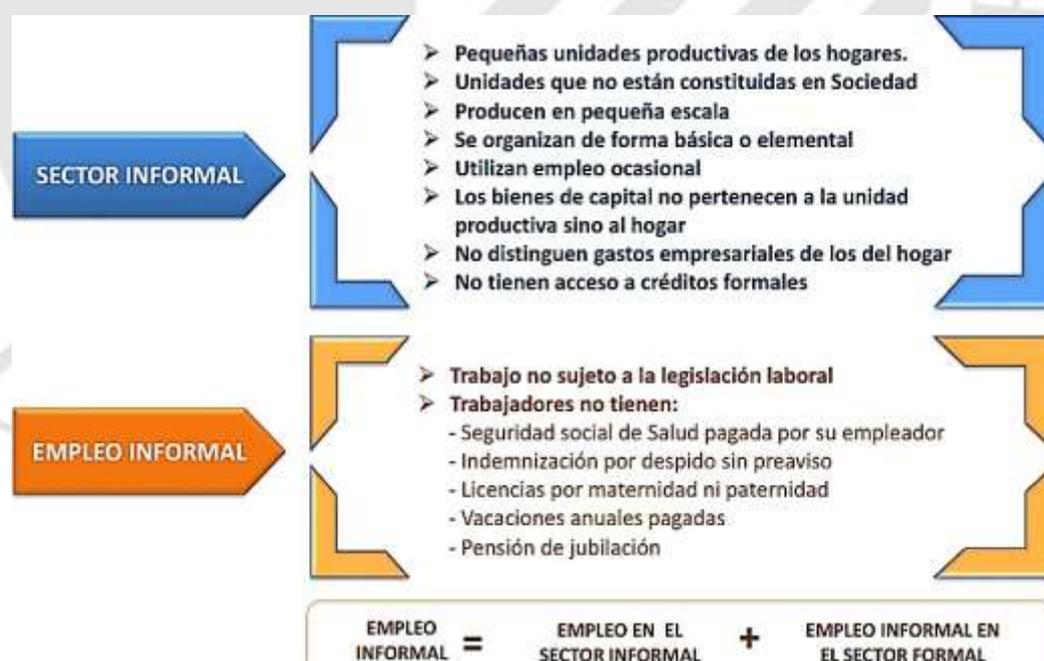 SECTOR INFORMAL
➢ Pequeñas unidades productivas de los hogares.
➢ Unidades que no están constituidas en Sociedad
➢ Producen en pequeña escala
➢ Se organizan de forma básica o elemental
➢ Utilizan empleo ocasional
➢ Los bienes de capital no pertenecen a la unidad
productiva sino al hogar
➢ No distinguen gastos empresariales de los del hogar
➢ No tienen acceso a créditos formales
EMPLEO INFORMAL
➢ Trabajo no sujeto a la legislación laboral
➢ Trabajadores no tienen:
- Seguridad social de Salud pagada por su empleador
- Indemnización por despido sin preaviso
- Licencias por maternidad ni paternidad
- Vacaciones anuales pagadas
- Pensión de jubilación
EMPLEO
INFORMAL
=
EMPLEO EN EL
SECTOR INFORMAL
+
EMPLEO INFORMAL EN
EL SECTOR FORMAL